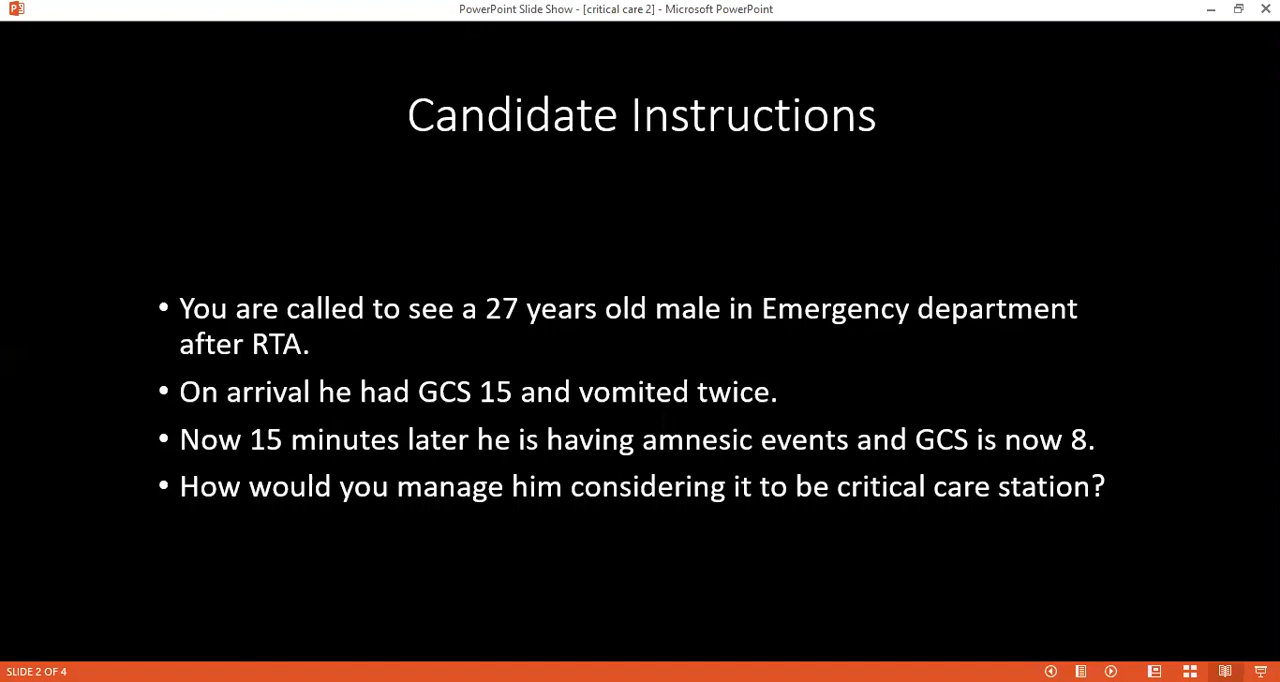 PowerPoint Slide Show - [critical care 2] - Microsoft PowerPoint
Candidate Instructions
• You are called to see a 27 years old male in Emergency department
after RTA.
• On arrival he had GCS 15 and vomited twice.
• Now 15 minutes later he is having amnesic events and GCS is now 8.
• How would you manage him considering it to be critical care station?
SLIDE 2 OF 4